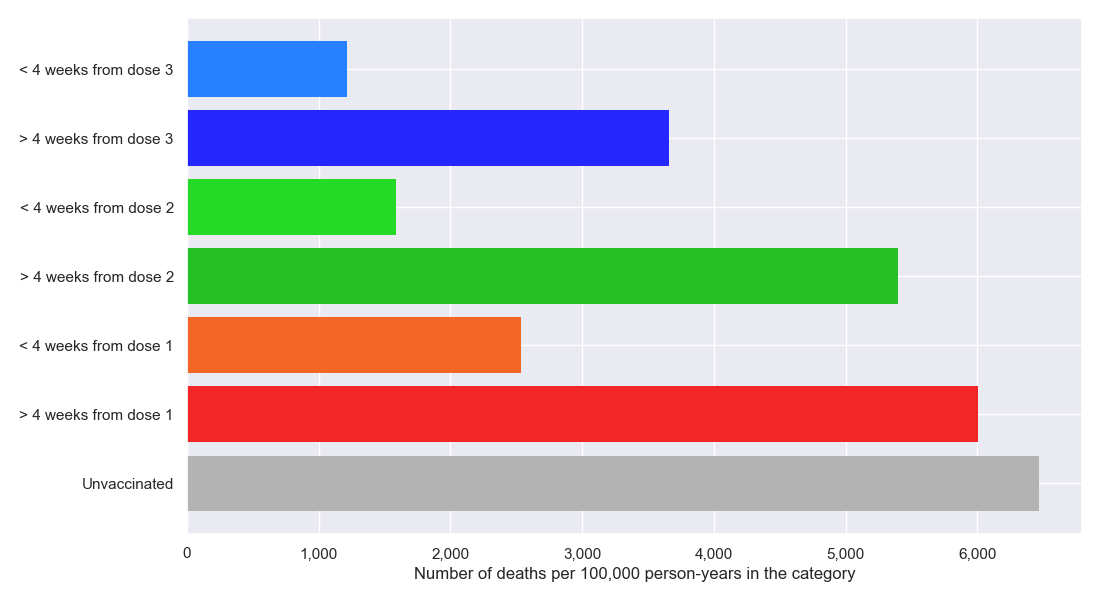 < 4 weeks from dose 3
> 4 weeks from dose 3
< 4 weeks from dose 2
> 4 weeks from dose 2
< 4 weeks from dose 1
> 4 weeks from dose 1
Unvaccinated
0 1,000 2,000 3,000 4,000 5,000 6,000
Number of deaths per 100,000 person-years in the category